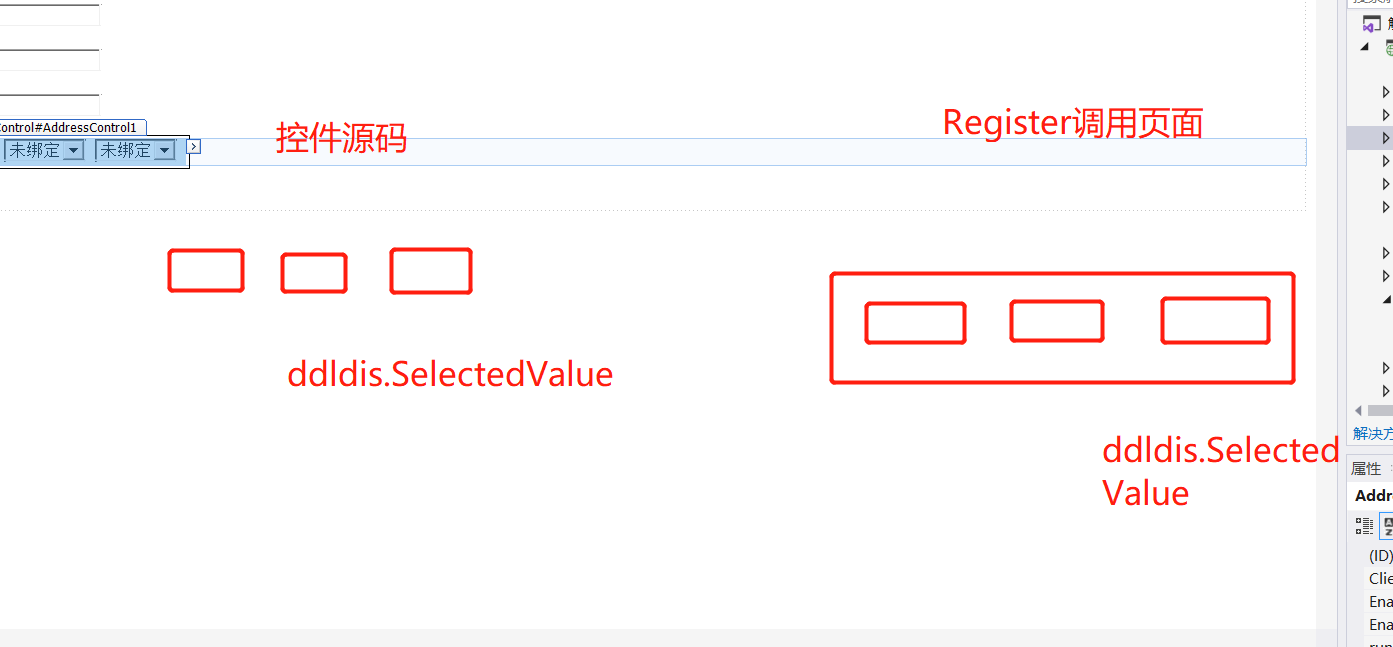 ontrol#AddressControl1
未绑定 未绑定
控件源码
Register调用页面
ddldis.SelectedValue
ddldis.Selected
Value
解决方
属性
Addr
(ID)
Clie
Ena
Ena